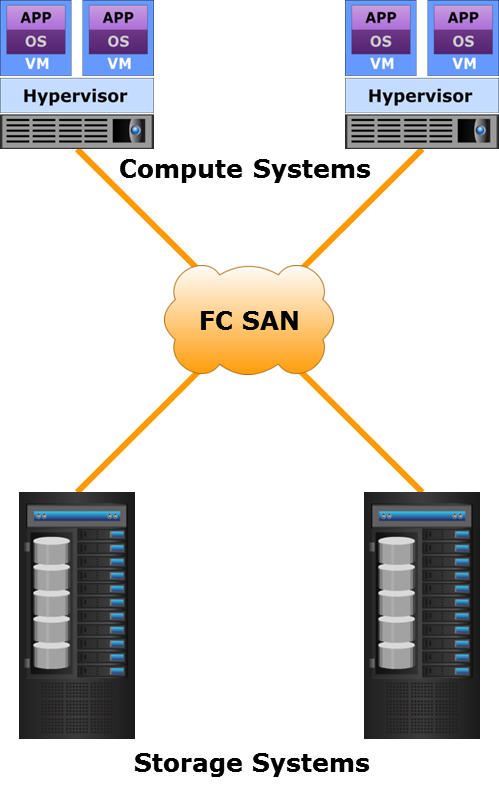 APP APP APP APP
OS OS OS OS
VM VM VM VM
Hypervisor Hypervisor
Compute Systems
FC SAN
Storage Systems